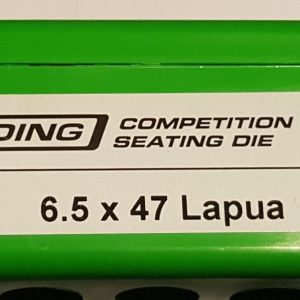 DING COMPETITION
SEATING DIE
6.5 x 47 Lapua